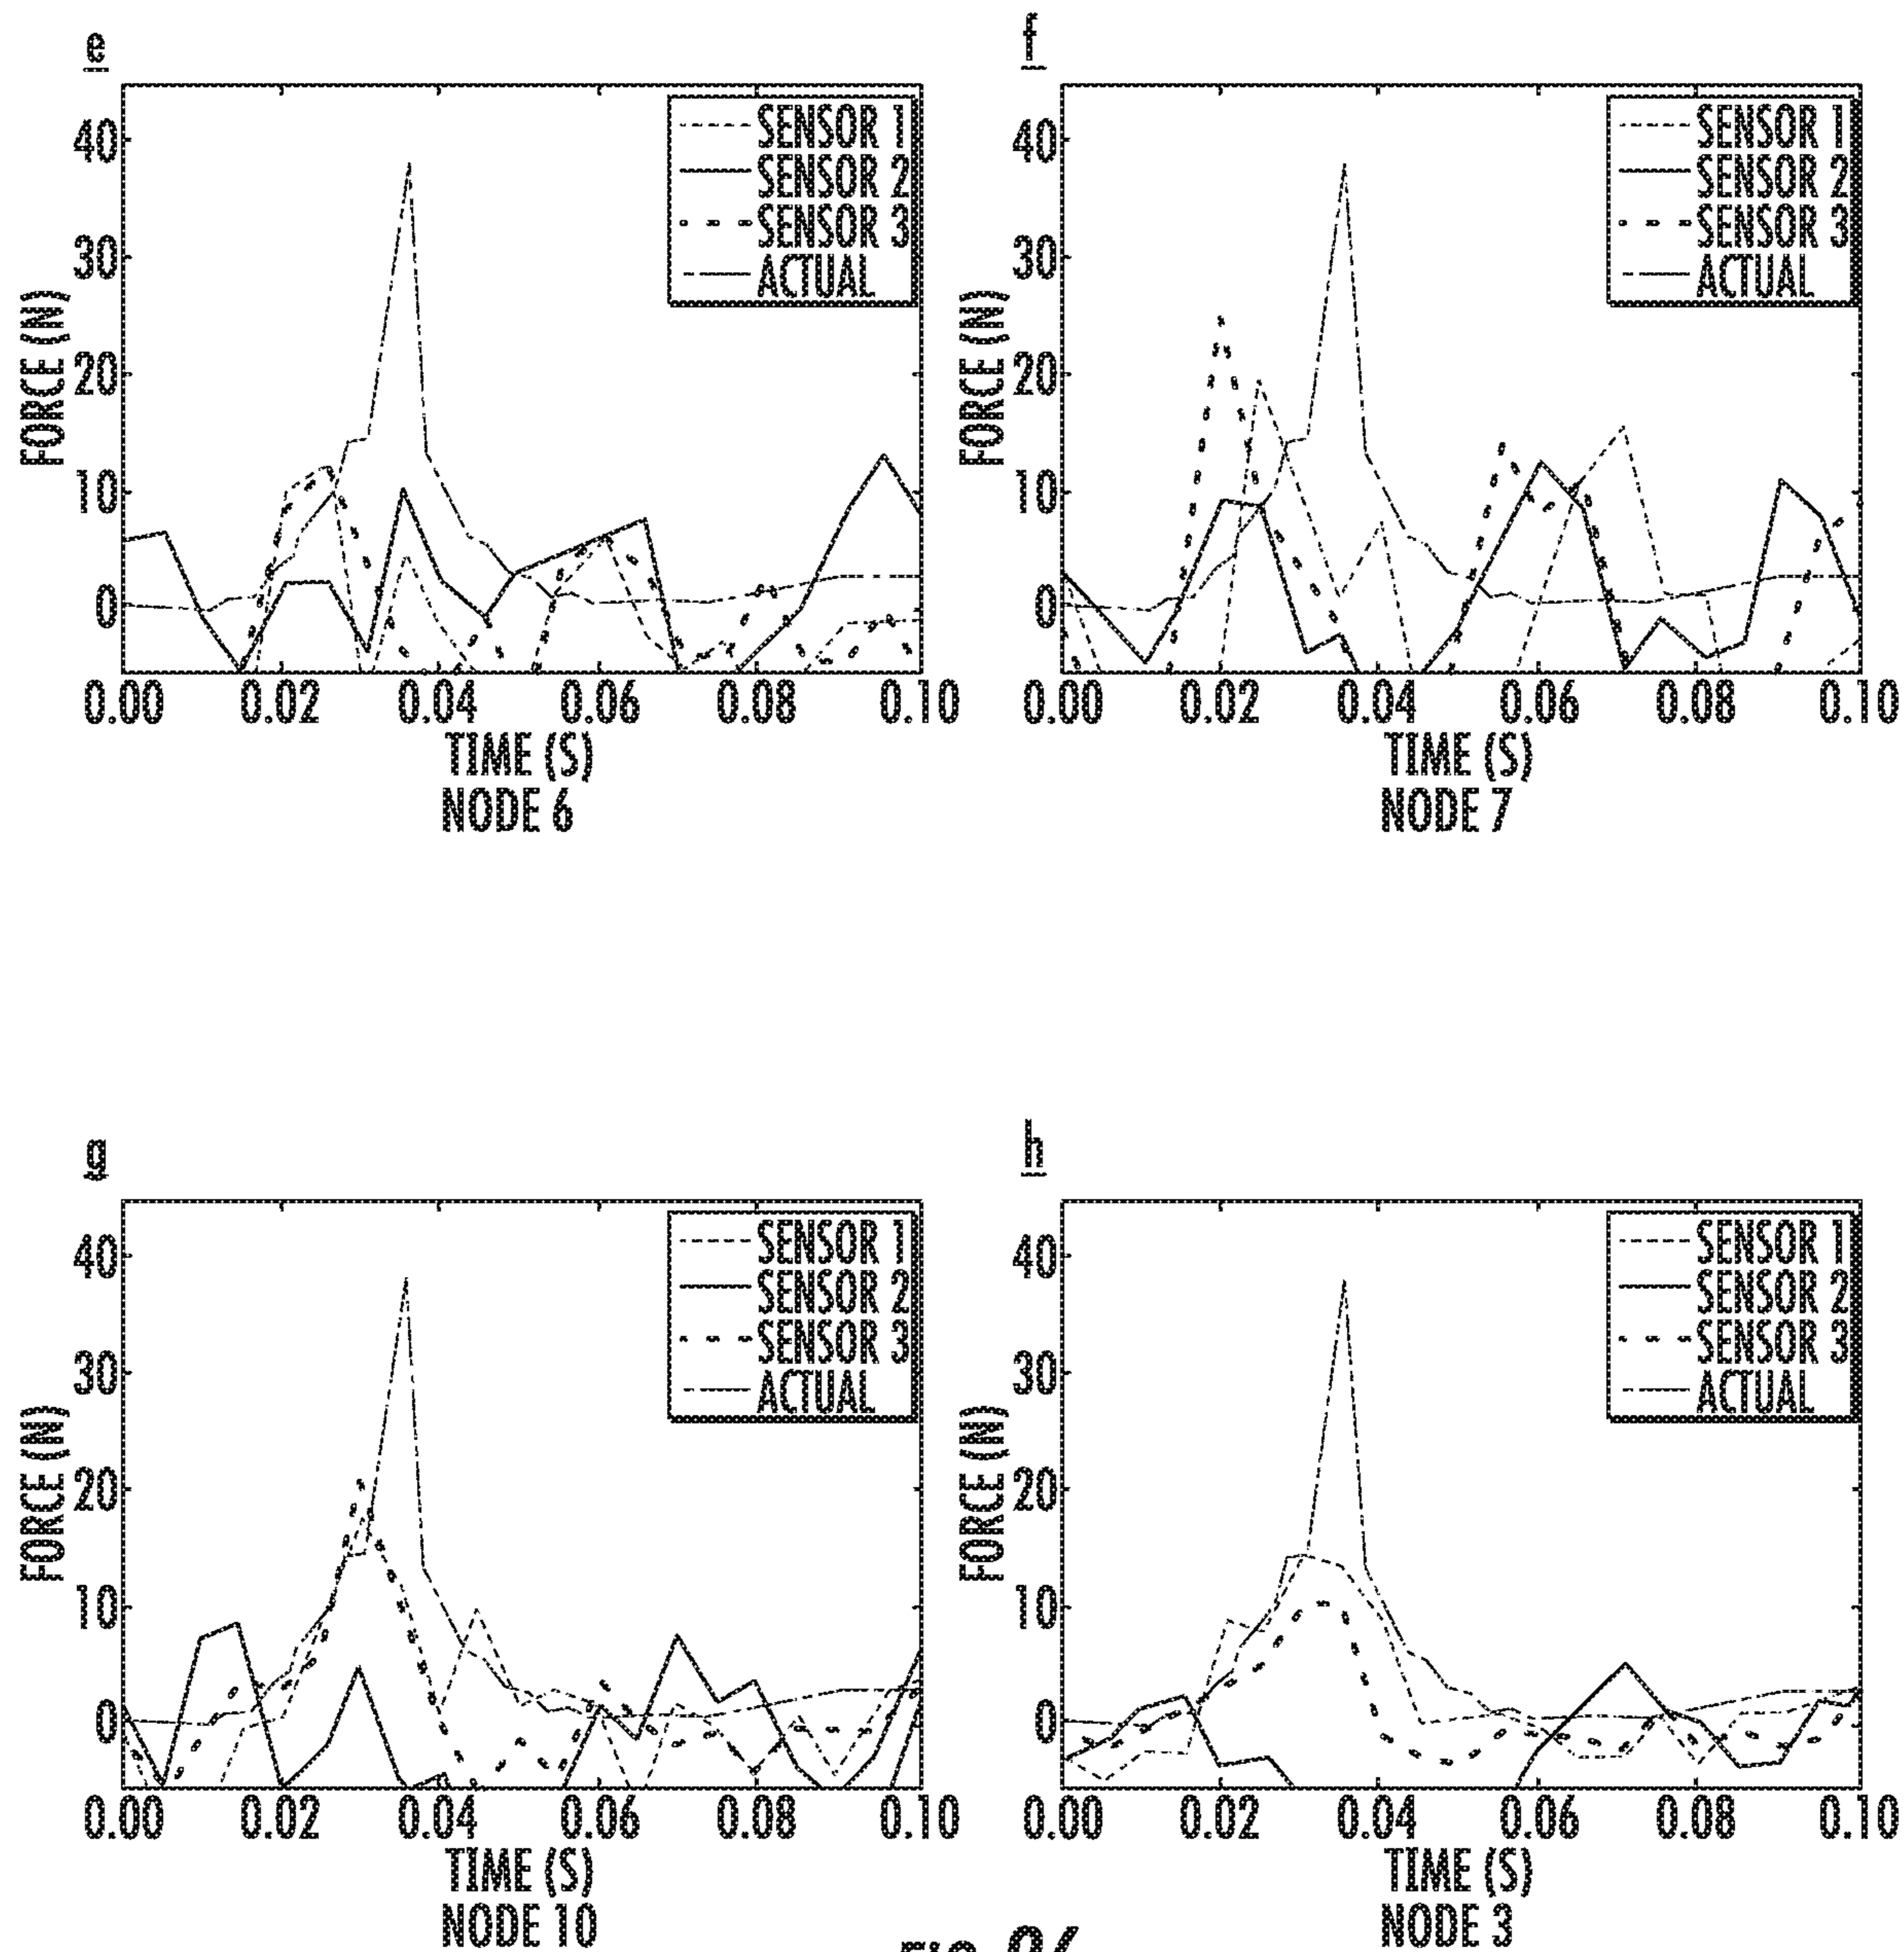 e
40
30
20
10
0
FORCE (N)
SENSOR 1
SENSOR 2
SENSOR 3
ACTUAL
0.00 0.02 0.04 0.06 0.08 0.10
TIME (S)
NODE 6
f
40
30
20
10
0
FORCE (N)
SENSOR 1
SENSOR 2
SENSOR 3
ACTUAL
0.00 0.02 0.04 0.06 0.08 0.10
TIME (S)
NODE 7
g
40
30
20
10
0
FORCE (N)
SENSOR 1
SENSOR 2
SENSOR 3
ACTUAL
0.00 0.02 0.04 0.06 0.08 0.10
TIME (S)
NODE 10
h
40
30
20
10
0
FORCE (N)
SENSOR 1
SENSOR 2
SENSOR 3
ACTUAL
0.00 0.02 0.04 0.06 0.08 0.10
TIME (S)
NODE 3